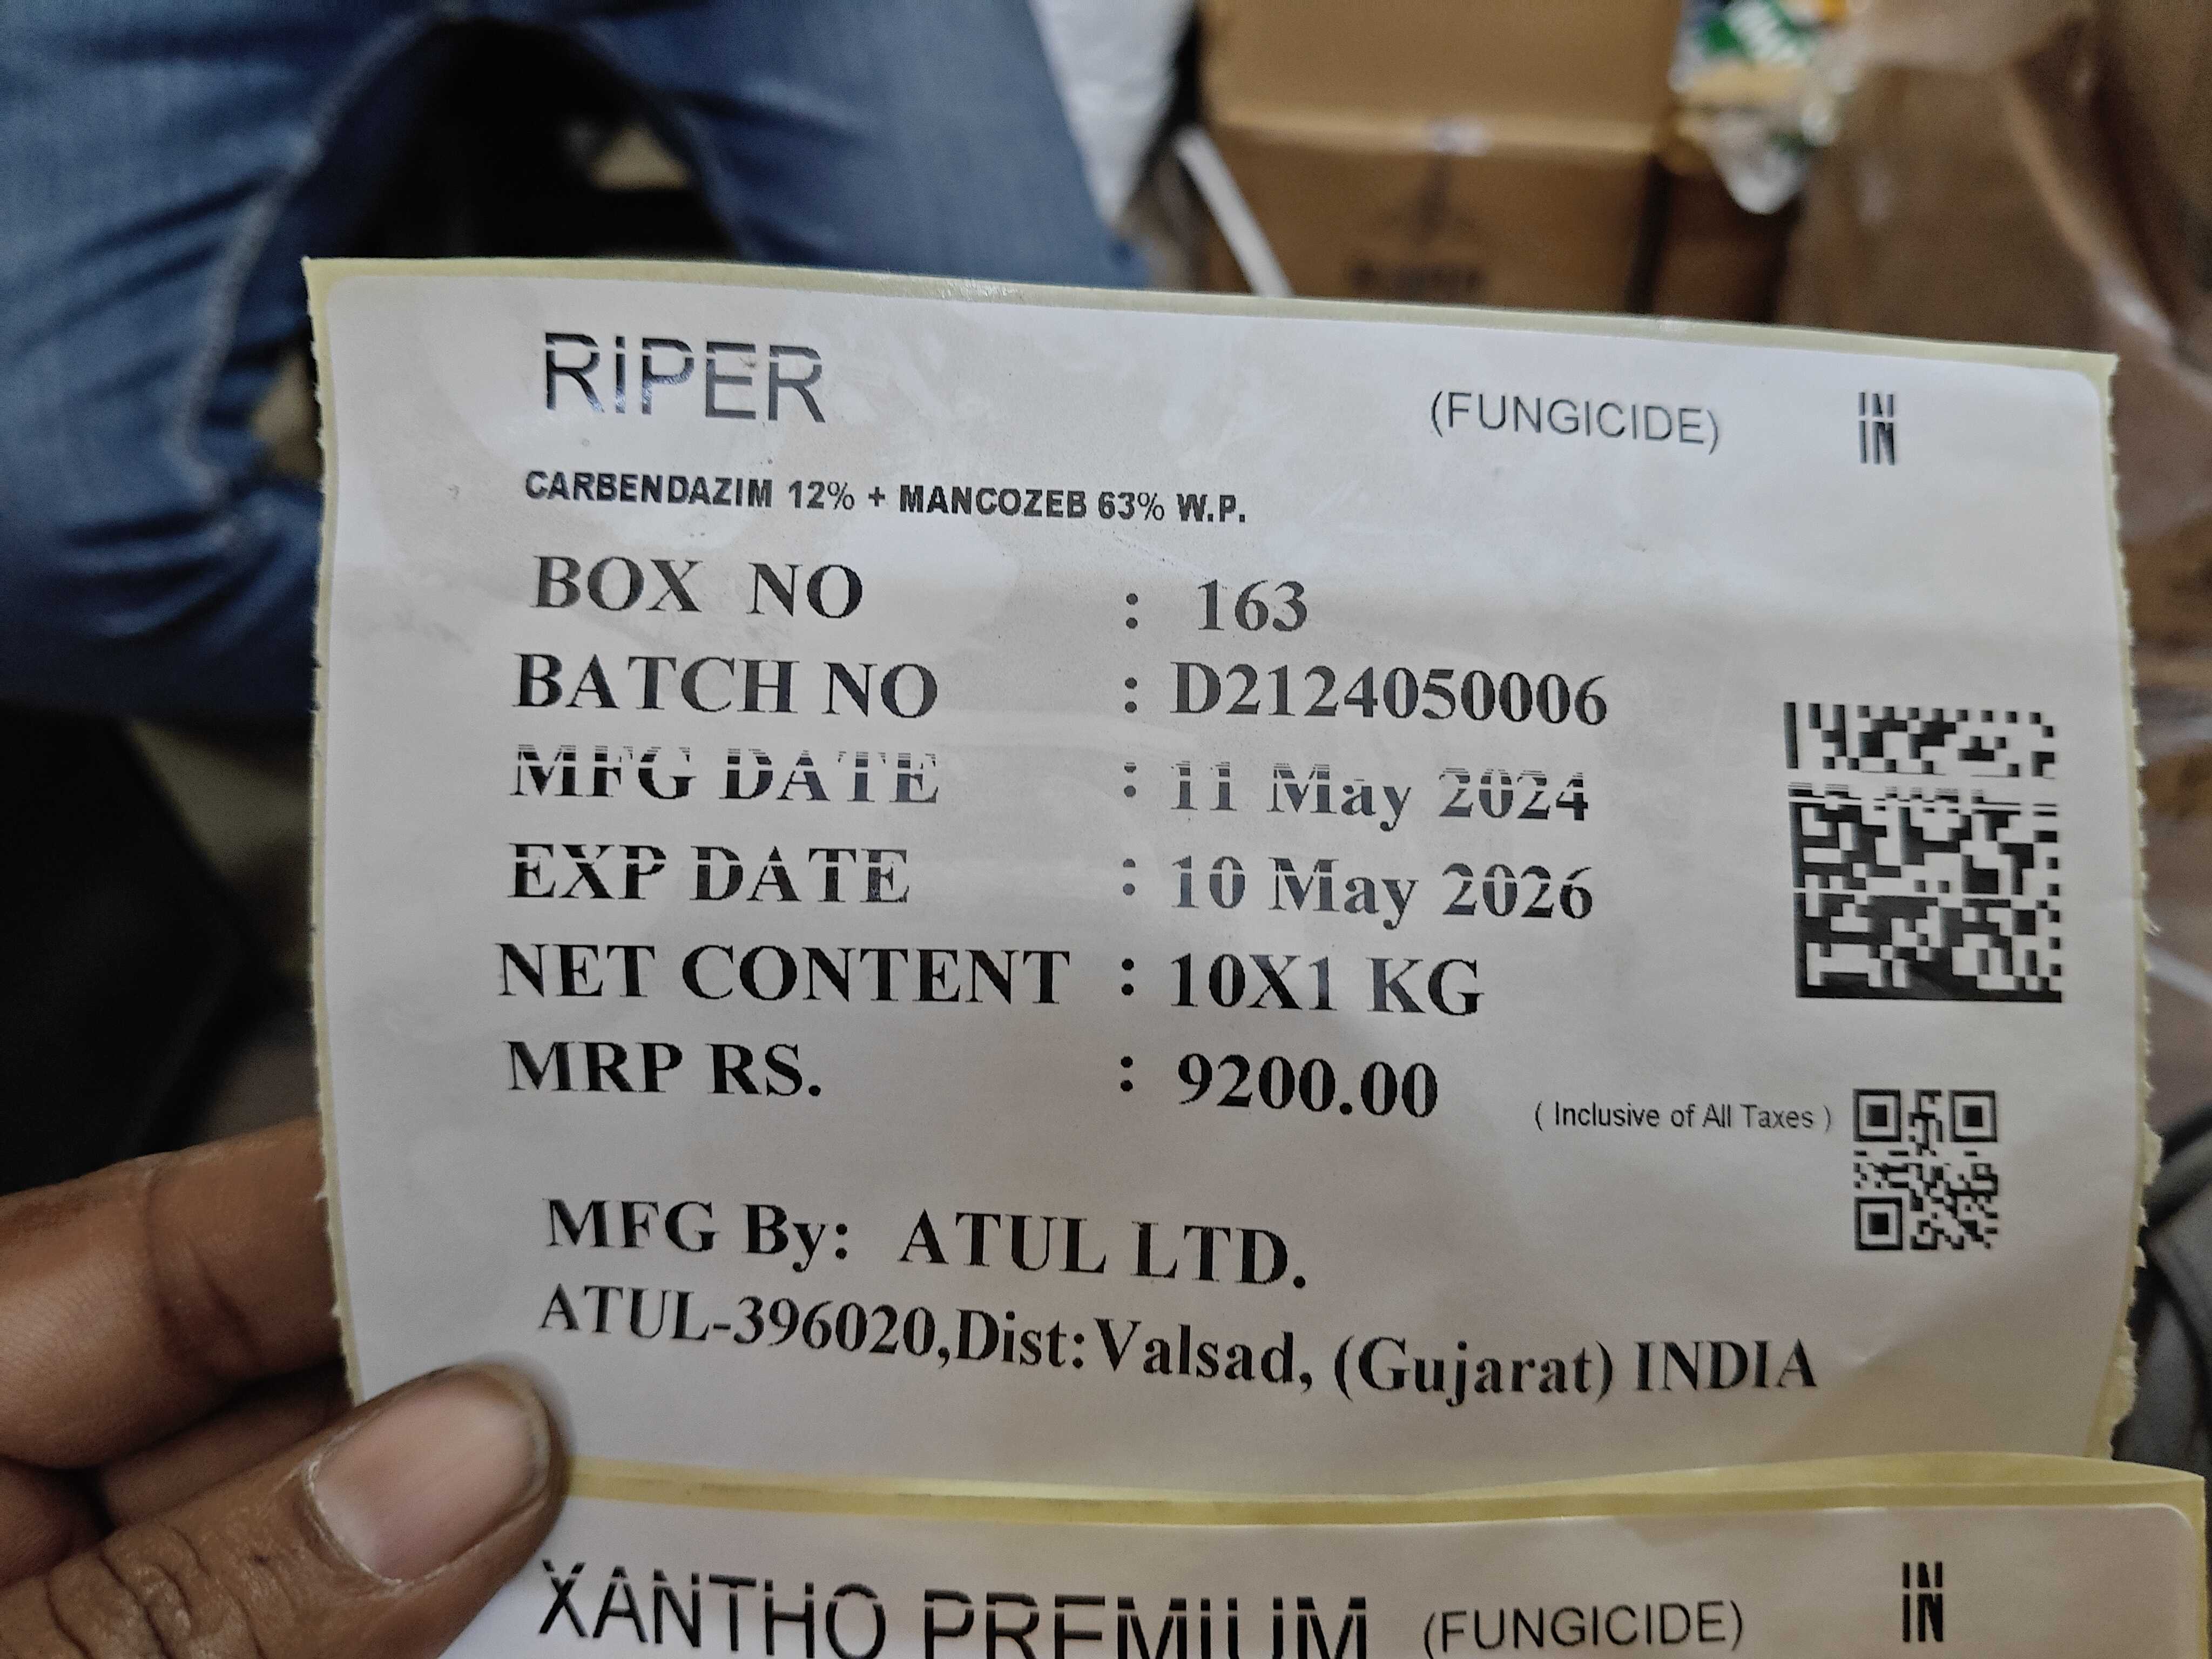 RiPER (FUNGICIDE) IN
CARBENDAZIM 12% + MANCOZEB 63% W.P.
BOX NO : 163
BATCH NO : D2124050006
MFG DATE : 11 May 2024
EXP DATE : 10 May 2026
NET CONTENT : 10X1 KG
MRP RS. : 9200.00 ( Inclusive of All Taxes )
MFG By: ATUL LTD.
ATUL-396020,Dist:Valsad, (Gujarat) INDIA
XANTHO PREMIUM (FUNGICIDE) IN